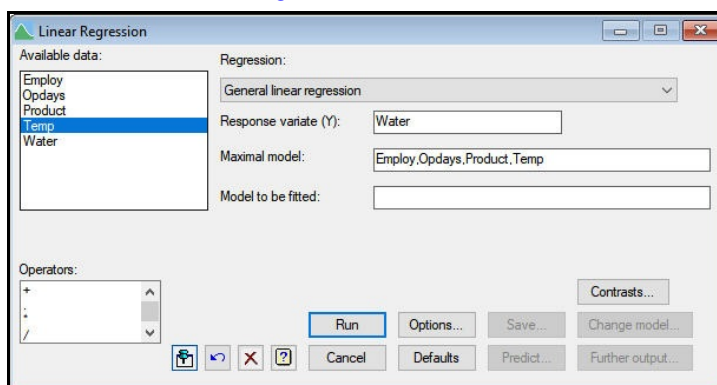 Linear Regression
Available data:
Employ
Opdays
Product
Temp
Water
Regression:
General linear regression
Response variate (Y):
Water
Maximal model:
Employ,Opdays,Product,Temp
Model to be fitted:
Operators:
+
.
*
/
Contrasts...
Run
Options...
Save...
Change model...
Cancel
Defaults
Predict...
Further output...